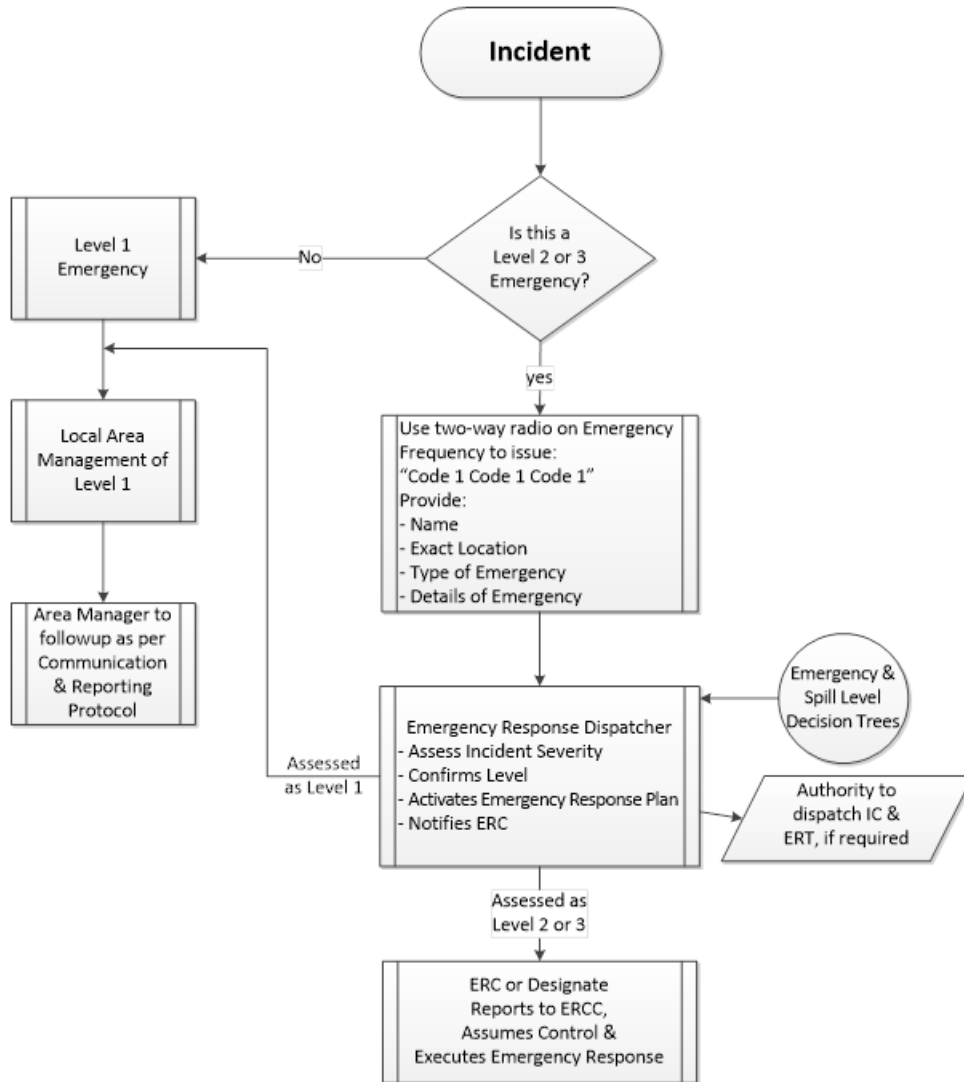 Incident
Is this a
Level 2 or 3
Emergency?
No
Level 1
Emergency
yes
Local Area
Management of
Level 1
Use two-way radio on Emergency
Frequency to issue:
“Code 1 Code 1 Code 1”
Provide:
- Name
- Exact Location
- Type of Emergency
- Details of Emergency
Area Manager to
followup as per
Communication
& Reporting
Protocol
Emergency &
Spill Level
Decision Trees
Emergency Response Dispatcher
- Assess Incident Severity
- Confirms Level
- Activates Emergency Response Plan
- Notifies ERC
Assessed
as Level 1
Authority to
dispatch IC &
ERT, if required
Assessed as
Level 2 or 3
ERC or Designate
Reports to ERCC,
Assumes Control &
Executes Emergency Response